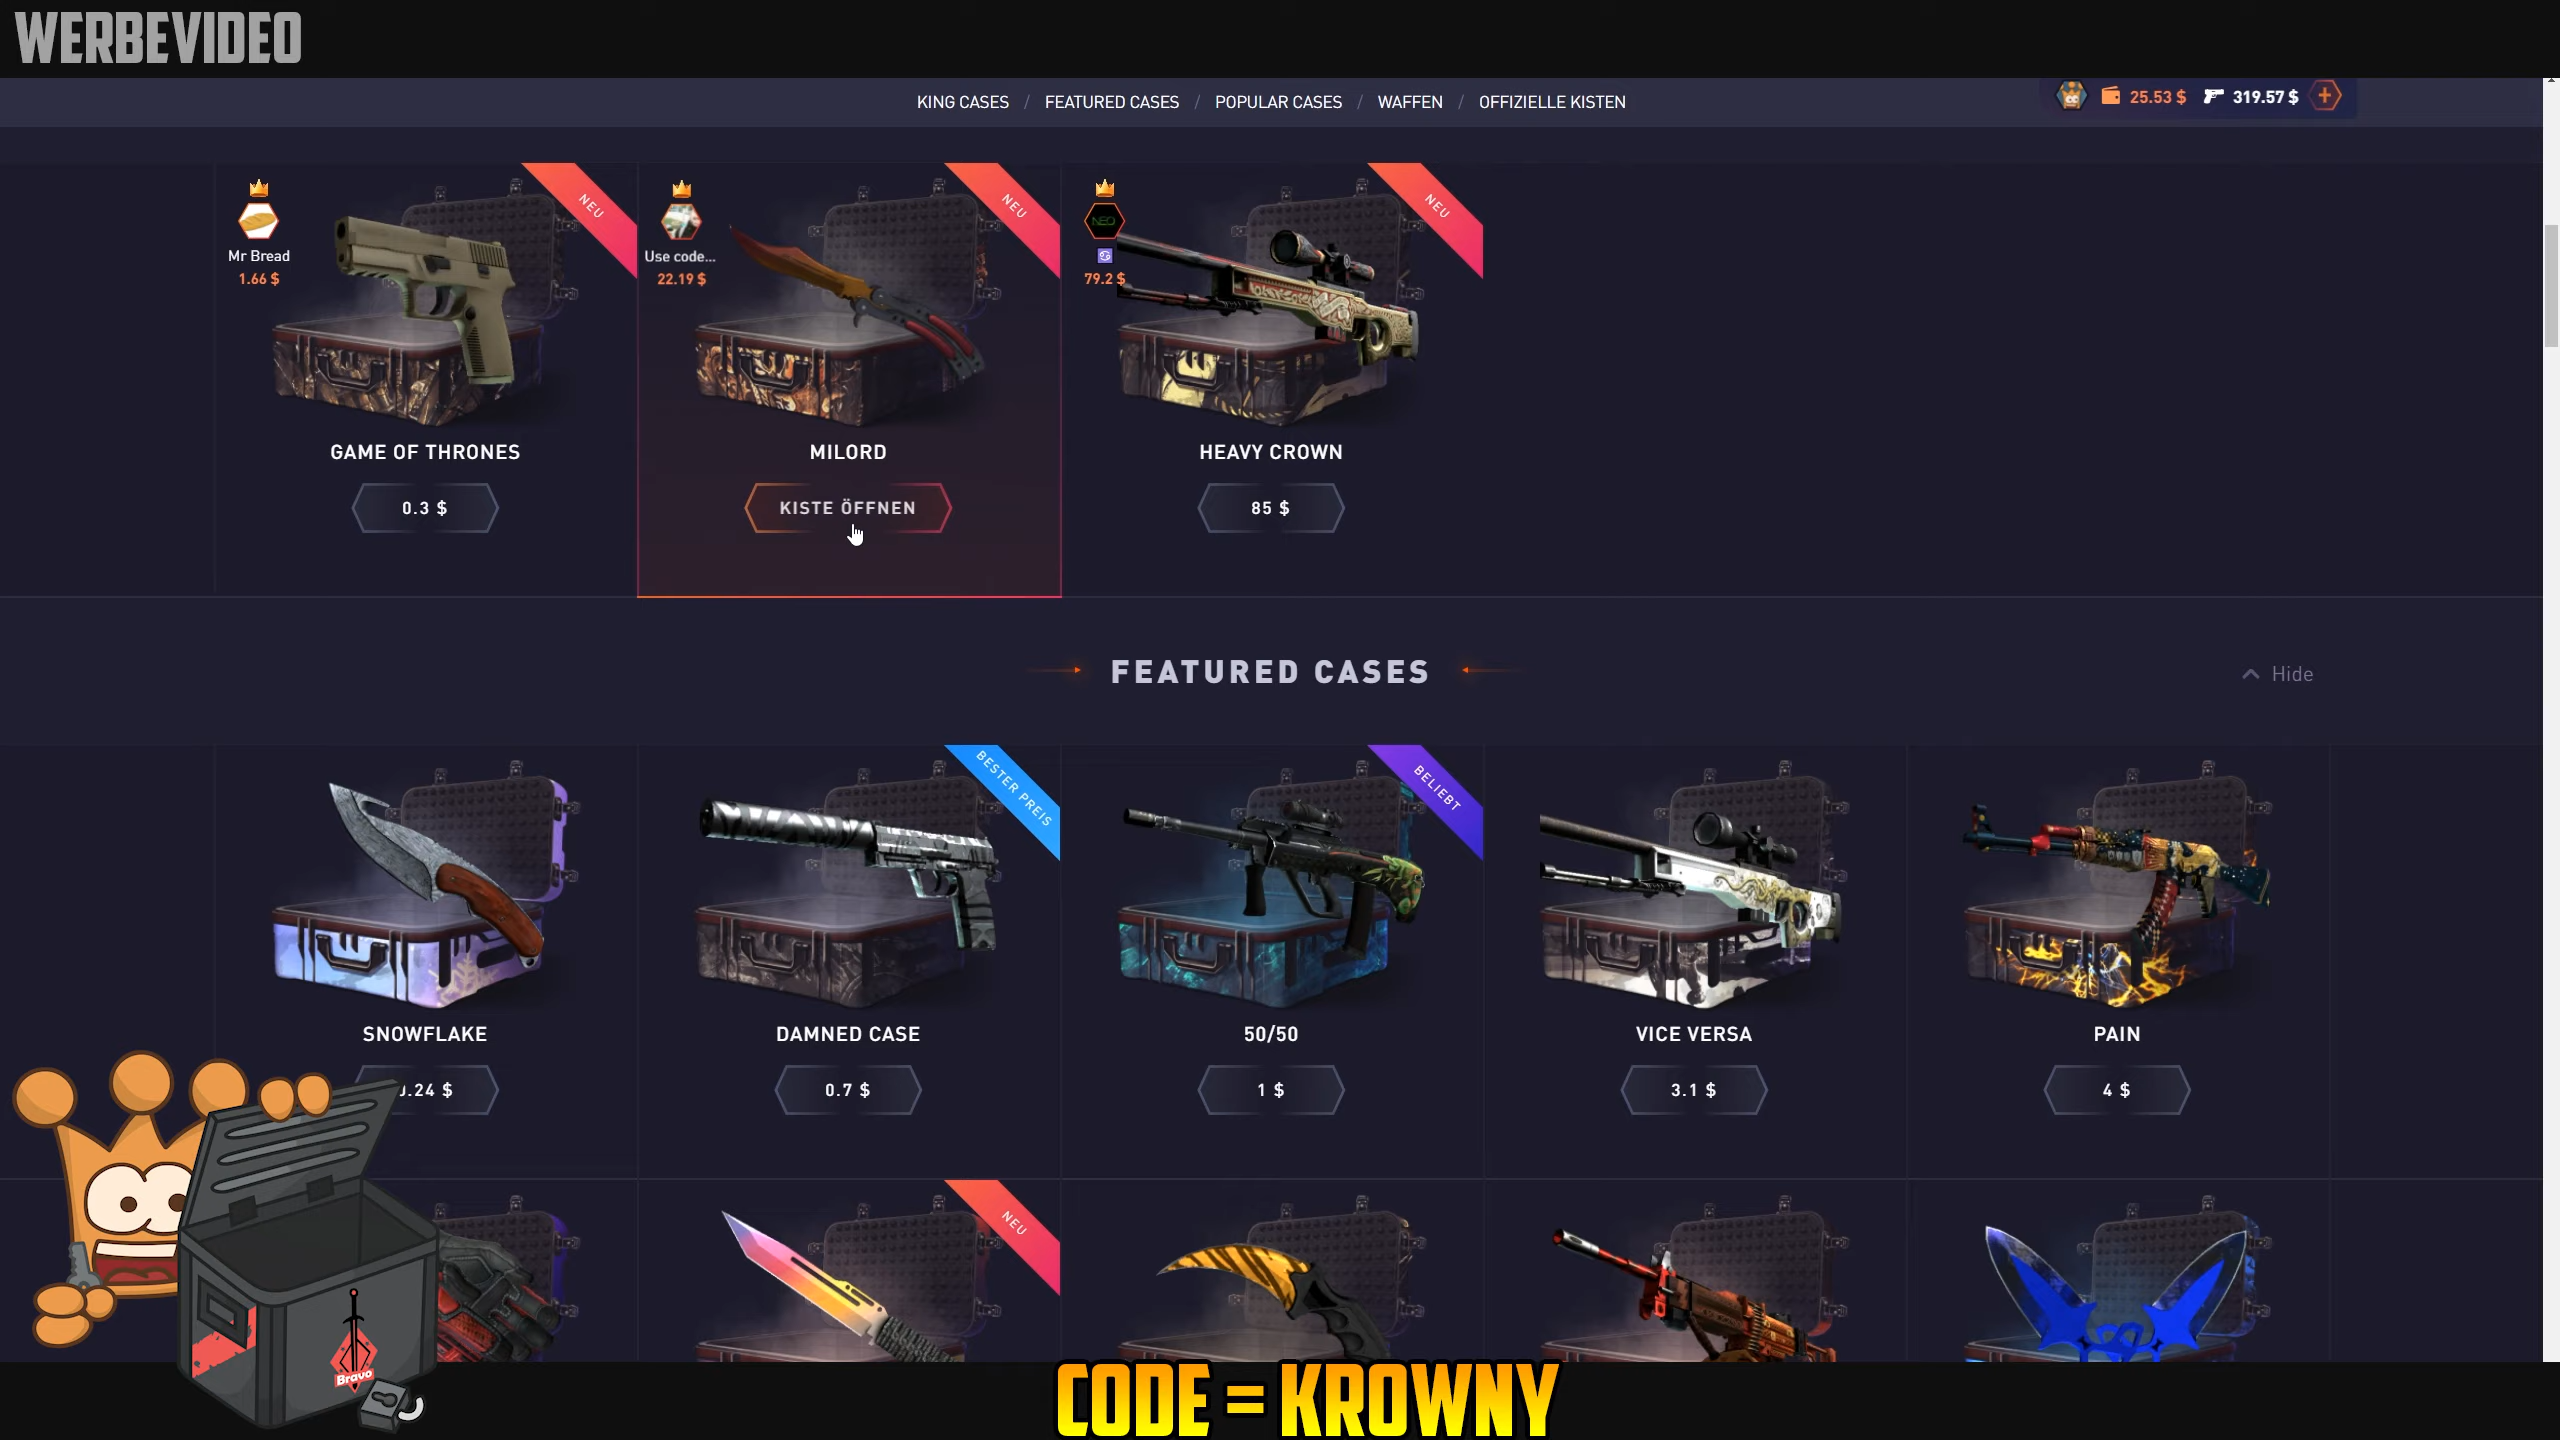 WERBEVIDEO
KING CASES / FEATURED CASES / POPULAR CASES / WAFFEN / OFFIZIELLE KISTEN
25.53 $ 319.57 $ +
Mr Bread
1.66 $
NEU
GAME OF THRONES
0.3 $
Use code...
22.19 $
NEU
MILORD
KISTE ÖFFNEN
NEO
79.2 $
NEU
HEAVY CROWN
85 $
FEATURED CASES
Hide
SNOWFLAKE
.24 $
BESTER PREIS
DAMNED CASE
0.7 $
BELIEBT
50/50
1 $
VICE VERSA
3.1 $
PAIN
4 $
NEU
Bravo
CODE = KROWNY